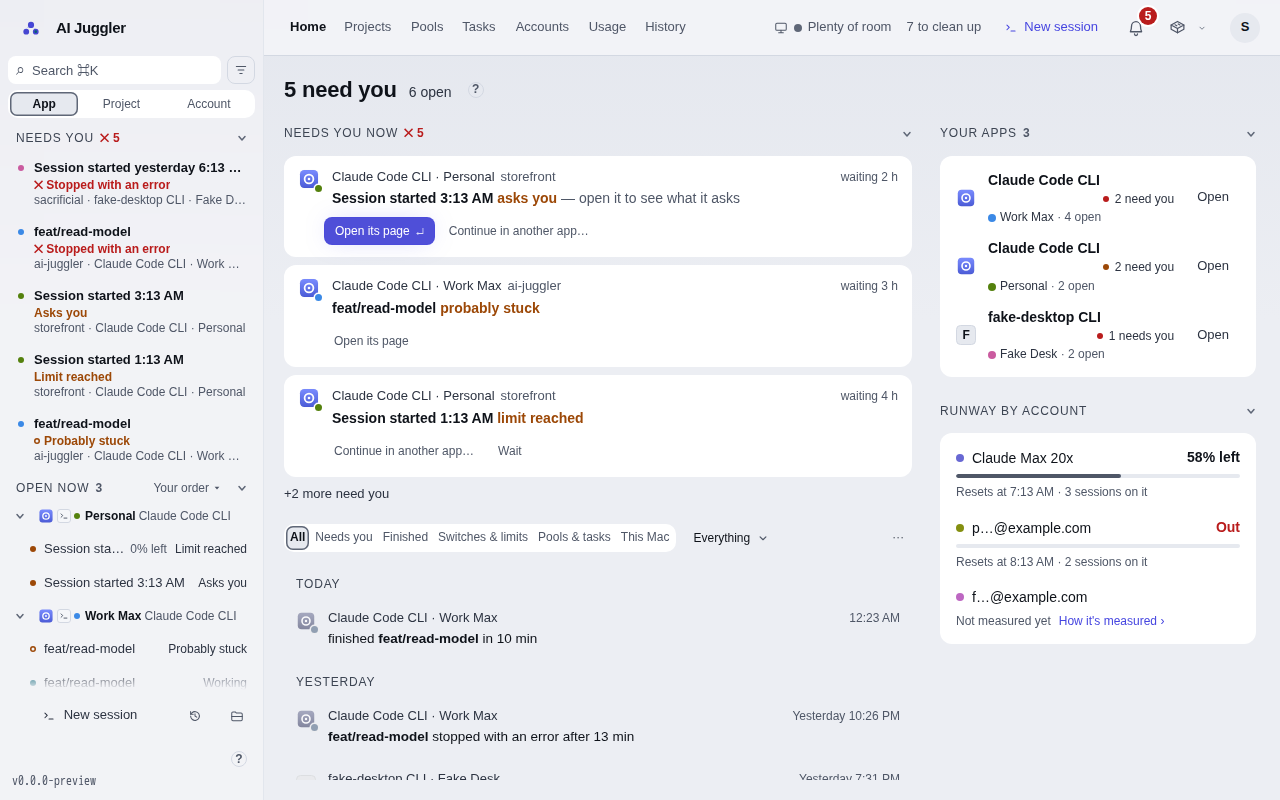 AI Juggler
Search ⌘K
App Project Account
NEEDS YOU 5
Session started yesterday 6:13 …
Stopped with an error
sacrificial · fake-desktop CLI · Fake D…
feat/read-model
Stopped with an error
ai-juggler · Claude Code CLI · Work …
Session started 3:13 AM
Asks you
storefront · Claude Code CLI · Personal
Session started 1:13 AM
Limit reached
storefront · Claude Code CLI · Personal
feat/read-model
Probably stuck
ai-juggler · Claude Code CLI · Work …
OPEN NOW 3 Your order
Personal Claude Code CLI
Session sta… 0% left Limit reached
Session started 3:13 AM Asks you
Work Max Claude Code CLI
feat/read-model Probably stuck
feat/read-model Working
New session
?
v0.0.0-preview
Home Projects Pools Tasks Accounts Usage History
Plenty of room 7 to clean up New session 5 S
5 need you 6 open ?
NEEDS YOU NOW 5
Claude Code CLI · Personal storefront waiting 2 h
Session started 3:13 AM asks you — open it to see what it asks
Open its page Continue in another app…
Claude Code CLI · Work Max ai-juggler waiting 3 h
feat/read-model probably stuck
Open its page
Claude Code CLI · Personal storefront waiting 4 h
Session started 1:13 AM limit reached
Continue in another app… Wait
+2 more need you
All Needs you Finished Switches & limits Pools & tasks This Mac Everything …
TODAY
Claude Code CLI · Work Max 12:23 AM
finished feat/read-model in 10 min
YESTERDAY
Claude Code CLI · Work Max Yesterday 10:26 PM
feat/read-model stopped with an error after 13 min
fake-desktop CLI · Fake Desk Yesterday 7:31 PM
YOUR APPS 3
Claude Code CLI
2 need you Open
Work Max · 4 open
Claude Code CLI
2 need you Open
Personal · 2 open
fake-desktop CLI
F 1 needs you Open
Fake Desk · 2 open
RUNWAY BY ACCOUNT
Claude Max 20x 58% left
Resets at 7:13 AM · 3 sessions on it
p…@example.com Out
Resets at 8:13 AM · 2 sessions on it
f…@example.com
Not measured yet How it's measured ›